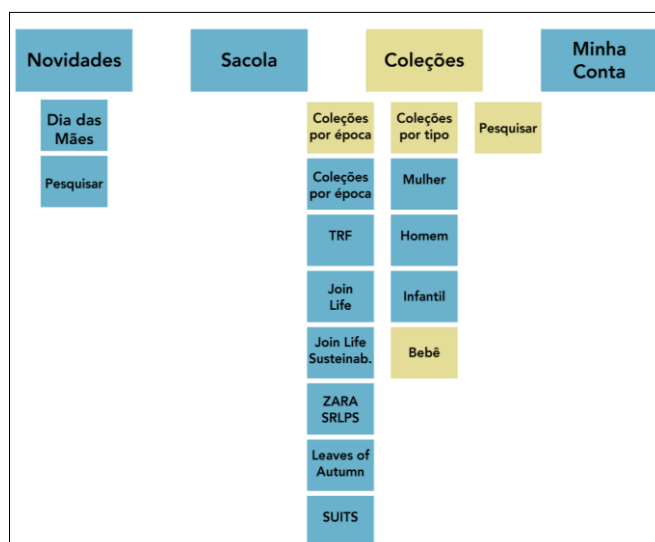 Novidades
Sacola
Coleções
Minha
Conta
Dia das
Mães
Pesquisar
Coleções
por época
Coleções
por tipo
Pesquisar
Coleções
por época
Mulher
TRF
Homem
Join
Life
Infantil
Join Life
Susteinab.
Bebê
ZARA
SRLPS
Leaves of
Autumn
SUITS